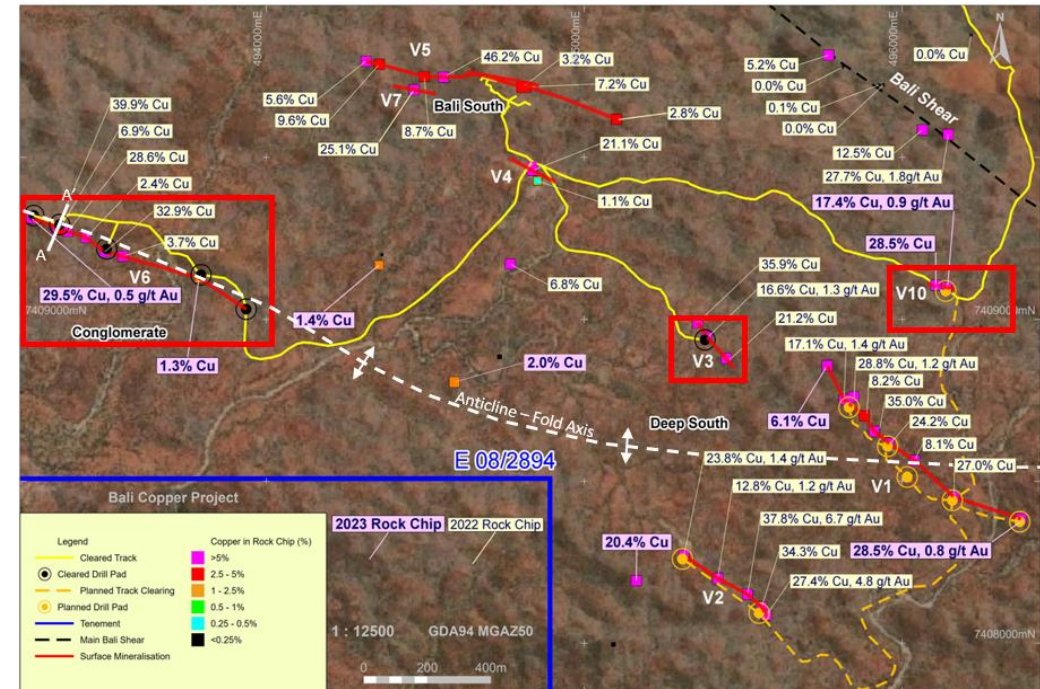 494000mE
000mE
496000mE
N
0.0% Cu
V5
46.2% Cu
3.2% Cu
5.2% Cu
0.0% Cu
39.9% Cu
5.6% Cu
V7
Bali South
7.2% Cu
0.1% Cu
Bali Shear
6.9% Cu
9.6% Cu
8.7% Cu
2.8% Cu
0.0% Cu
28.6% Cu
25.1% Cu
21.1% Cu
12.5% Cu
2.4% Cu
V4
27.7% Cu, 1.8g/t Au
A'
32.9% Cu
1.1% Cu
17.4% Cu, 0.9 g/t Au
3.7% Cu
28.5% Cu
A
V6
35.9% Cu
6.8% Cu
16.6% Cu, 1.3 g/t Au
V10
29.5% Cu, 0.5 g/t Au
7409000mN
1.4% Cu
21.2% Cu
7409000mN
Conglomerate
17.1% Cu, 1.4 g/t Au
1.3% Cu
2.0% Cu
V3
28.8% Cu, 1.2 g/t Au
8.2% Cu
35.0% Cu
Anticline – Fold Axis
Deep South
6.1% Cu
24.2% Cu
8.1% Cu
E 08/2894
23.8% Cu, 1.4 g/t Au
27.0% Cu
V1
12.8% Cu, 1.2 g/t Au
37.8% Cu, 6.7 g/t Au
20.4% Cu
28.5% Cu, 0.8 g/t Au
34.3% Cu
27.4% Cu, 4.8 g/t Au
V2
7408000mN
Bali Copper Project
2023 Rock Chip
2022 Rock Chip
Legend
Cleared Track
Cleared Drill Pad
Planned Track Clearing
Planned Drill Pad
Tenement
Main Bali Shear
Surface Mineralisation
Copper in Rock Chip (%)
>5%
2.5 - 5%
1 - 2.5%
0.5 - 1%
0.25 - 0.5%
<0.25%
1 : 12500
GDA94 MGAZ50
0 200 400m